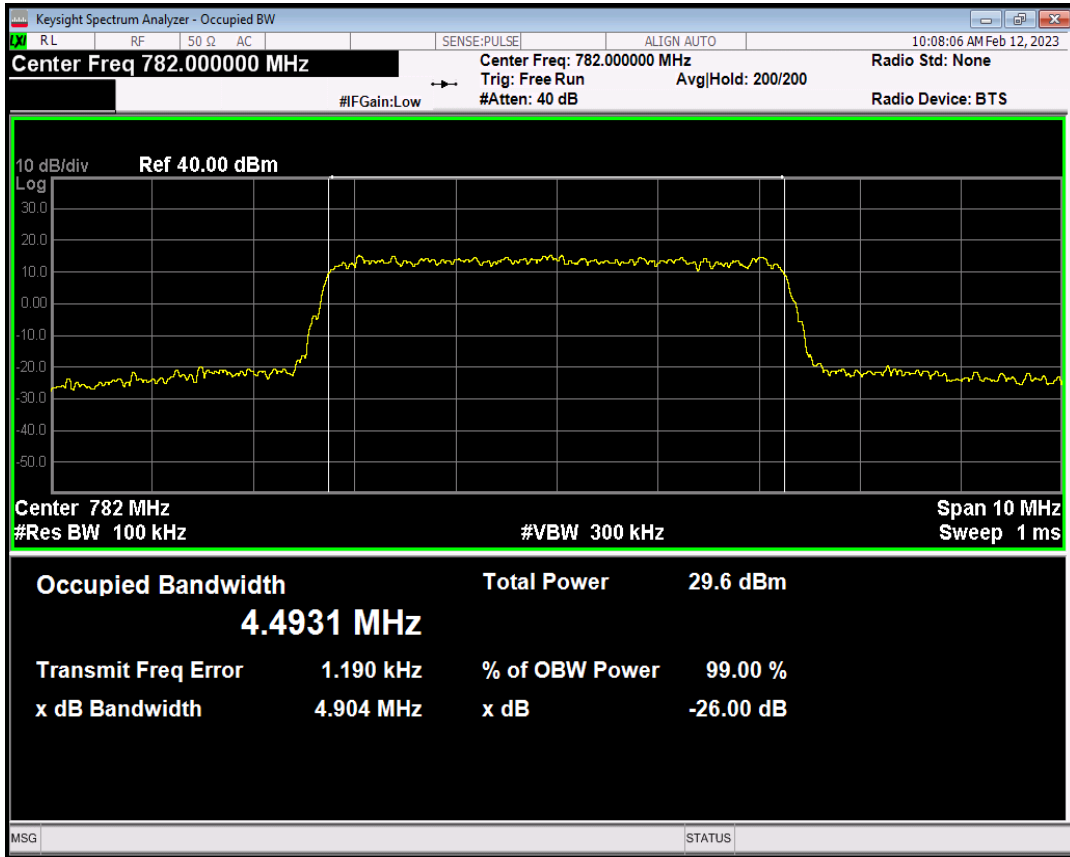 Keysight Spectrum Analyzer - Occupied BW
LXI RL RF 50 Ω AC SENSE:PULSE ALIGN AUTO 10:08:06 AM Feb 12, 2023
Center Freq 782.000000 MHz Center Freq: 782.000000 MHz Radio Std: None
Trig: Free Run Avg|Hold: 200/200
#IFGain:Low #Atten: 40 dB Radio Device: BTS
10 dB/div Ref 40.00 dBm
Log
30.0
20.0
10.0
0.00
-10.0
-20.0
-30.0
-40.0
-50.0
Center 782 MHz Span 10 MHz
#Res BW 100 kHz #VBW 300 kHz Sweep 1 ms
Occupied Bandwidth Total Power 29.6 dBm
4.4931 MHz
Transmit Freq Error 1.190 kHz % of OBW Power 99.00 %
x dB Bandwidth 4.904 MHz x dB -26.00 dB
MSG STATUS